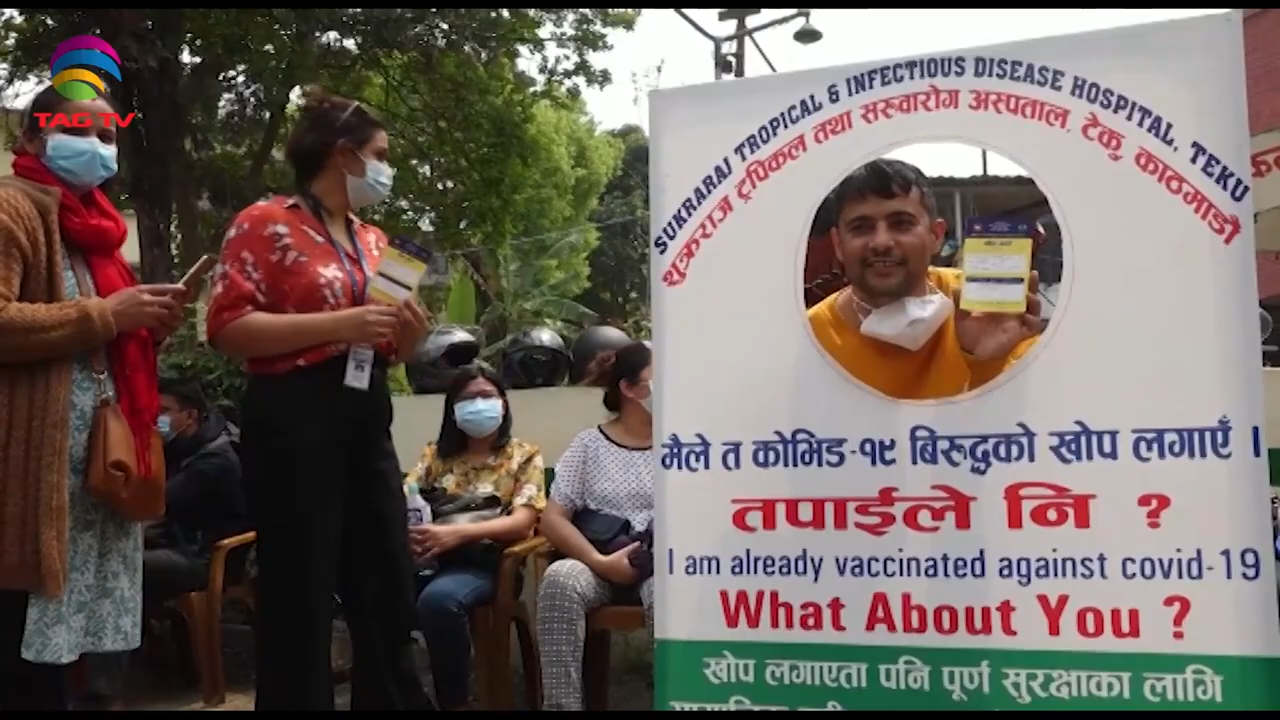 TAG TV
SUKRARAJ TROPICAL & INFECTIOUS DISEASE HOSPITAL, TEKU
शुक्रराज ट्रपिकल तथा सरुवारोग अस्पताल, टेकु, काठमाडौं
मैले त कोभिड-१९ बिरूद्धको खोप लगाएँ ।
तपाईले नि ?
I am already vaccinated against covid-19
What About You ?
खोप लगाएता पनि पूर्ण सुरक्षाका लागि